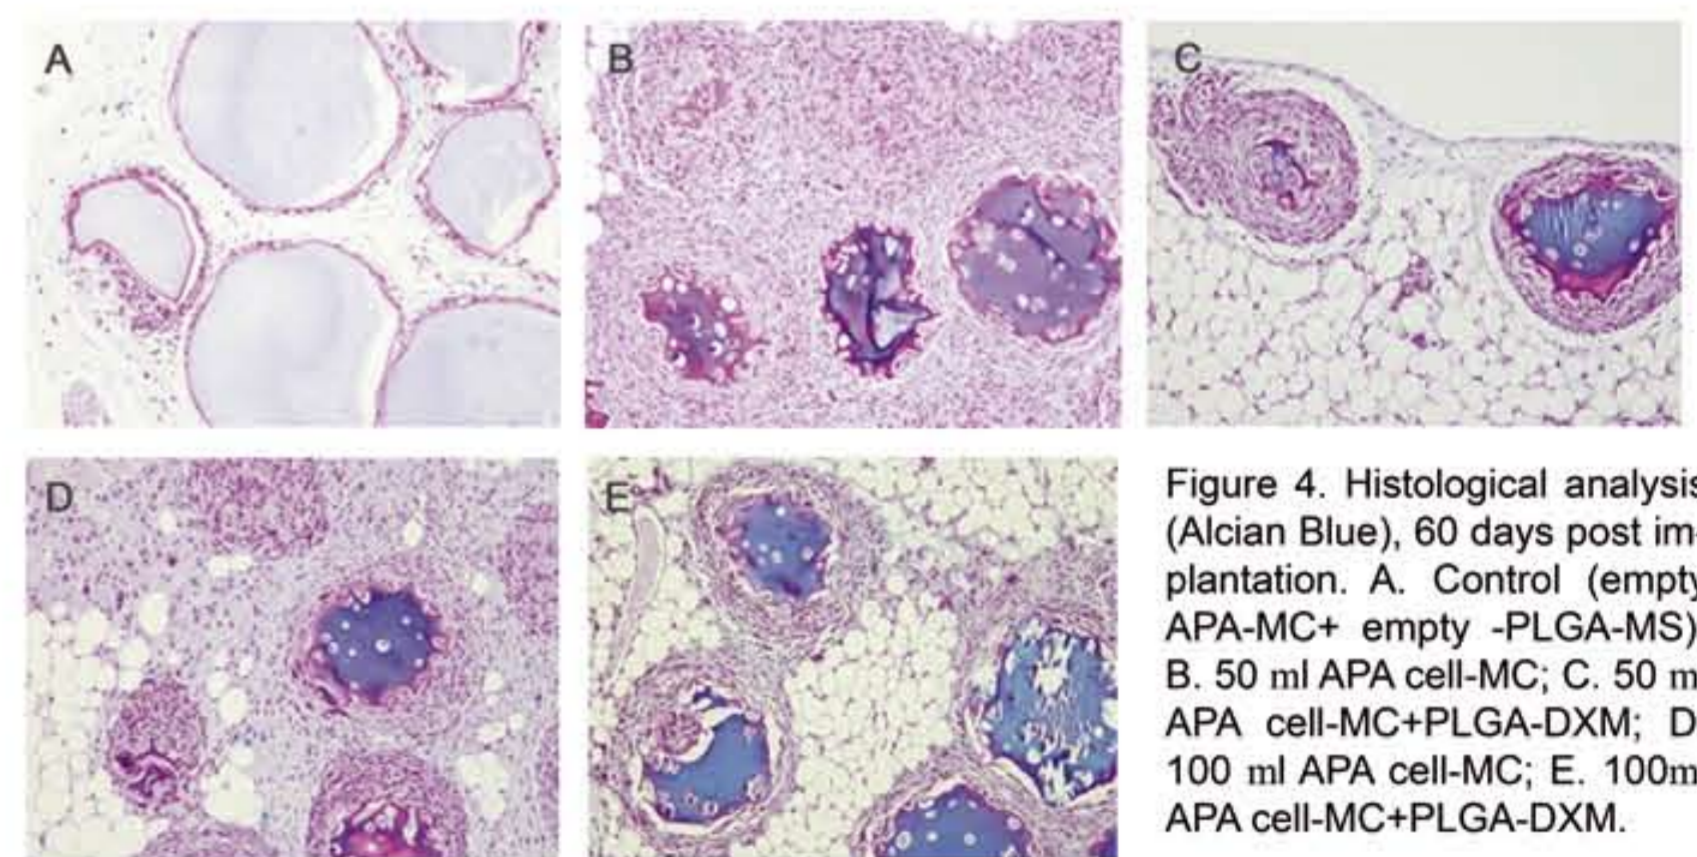 A
B
C
D
E
Figure 4. Histological analysis
(Alcian Blue), 60 days post im-
plantation. A. Control (empty
APA-MC+ empty -PLGA-MS)
B. 50 ml APA cell-MC; C. 50 m
APA cell-MC+PLGA-DXM; D
100 ml APA cell-MC; E. 100m
APA cell-MC+PLGA-DXM.